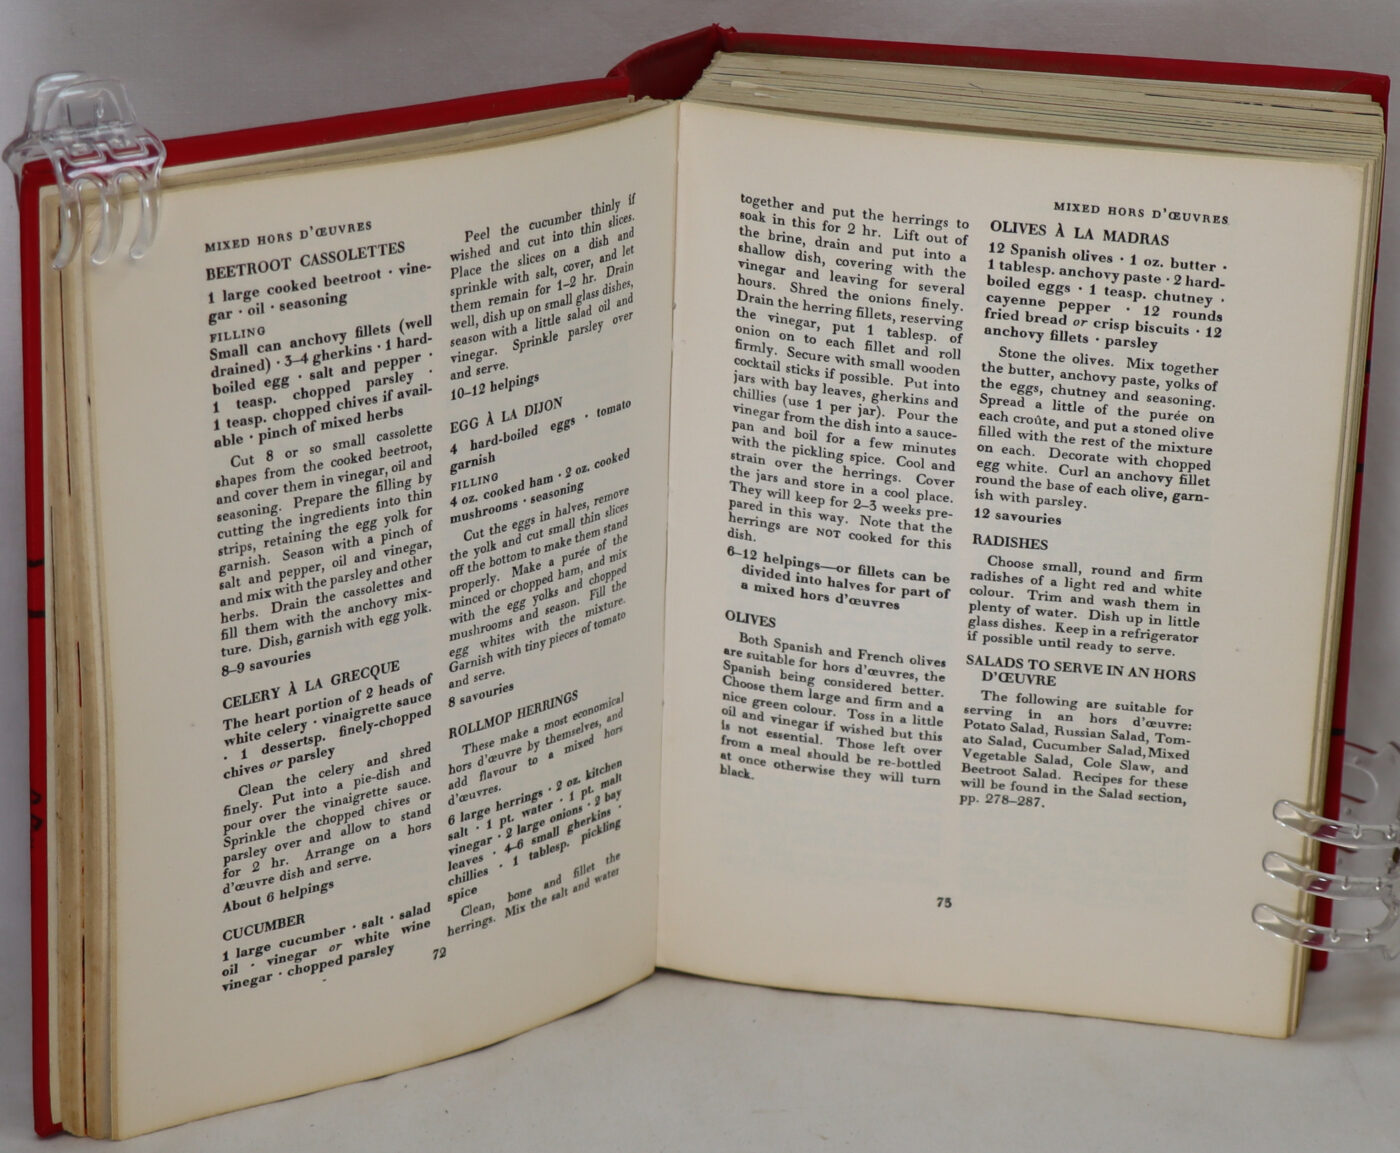 MIXED HORS D'ŒUVRES
BEETROOT CASSOLETTES
1 large cooked beetroot · vine-
gar · oil · seasoning
FILLING
Small can anchovy fillets (well
drained) · 3–4 gherkins · 1 hard-
boiled egg · salt and pepper ·
1 teasp. chopped parsley ·
1 teasp. chopped chives if avail-
able · pinch of mixed herbs
Cut 8 or so small cassolette
shapes from the cooked beetroot,
and cover them in vinegar, oil and
seasoning. Prepare the filling by
cutting the ingredients into thin
strips, retaining the egg yolk for
garnish. Season with a pinch of
salt and pepper, oil and vinegar,
and mix with the parsley and other
herbs. Drain the cassolettes and
fill them with the anchovy mix-
ture. Dish, garnish with egg yolk.
8–9 savouries
CELERY À LA GRECQUE
The heart portion of 2 heads of
white celery · vinaigrette sauce
· 1 dessertsp. finely-chopped
chives or parsley
Clean the celery and shred
finely. Put into a pie-dish and
pour over the vinaigrette sauce.
Sprinkle the chopped chives or
parsley over and allow to stand
for 2 hr. Arrange on a hors
d'œuvre dish and serve.
About 6 helpings
CUCUMBER
1 large cucumber · salt · salad
oil · vinegar or white wine
vinegar · chopped parsley
Peel the cucumber thinly if
wished and cut into thin slices.
Place the slices on a dish and
sprinkle with salt, cover, and let
them remain for 1–2 hr. Drain
well, dish up on small glass dishes,
season with a little salad oil and
vinegar. Sprinkle parsley over
and serve.
10–12 helpings
EGG À LA DIJON
4 hard-boiled eggs · tomato
garnish
FILLING
4 oz. cooked ham · 2 oz. cooked
mushrooms · seasoning
Cut the eggs in halves, remove
the yolk and cut small thin slices
off the bottom to make them stand
properly. Make a purée of the
minced or chopped ham, and mix
with the egg yolks and chopped
mushrooms and season. Fill the
egg whites with the mixture.
Garnish with tiny pieces of tomato
and serve.
8 savouries
ROLLMOP HERRINGS
These make a most economical
hors d'œuvre by themselves, and
add flavour to a mixed hors
d'œuvres.
6 large herrings · 2 oz. kitchen
salt · 1 pt. water · 1 pt. malt
vinegar · 2 large onions · 2 bay
leaves · 4–6 small gherkins ·
chillies · 1 tablesp. pickling
spice
Clean, bone and fillet the
herrings. Mix the salt and water
72
together and put the herrings to
soak in this for 2 hr. Lift out of
the brine, drain and put into a
shallow dish, covering with the
vinegar and leaving for several
hours. Shred the onions finely.
Drain the herring fillets, reserving
the vinegar, put 1 tablesp. of
onion on to each fillet and roll
firmly. Secure with small wooden
cocktail sticks if possible. Put into
jars with bay leaves, gherkins and
chillies (use 1 per jar). Pour the
vinegar from the dish into a sauce-
pan and boil for a few minutes
with the pickling spice. Cool and
strain over the herrings. Cover
the jars and store in a cool place.
They will keep for 2–3 weeks pre-
pared in this way. Note that the
herrings are NOT cooked for this
dish.
6–12 helpings—or fillets can be
divided into halves for part of
a mixed hors d'œuvres
OLIVES
Both Spanish and French olives
are suitable for hors d'œuvres, the
Spanish being considered better.
Choose them large and firm and a
nice green colour. Toss in a little
oil and vinegar if wished but this
is not essential. Those left over
from a meal should be re-bottled
at once otherwise they will turn
black.
MIXED HORS D'ŒUVRES
OLIVES À LA MADRAS
12 Spanish olives · 1 oz. butter ·
1 tablesp. anchovy paste · 2 hard-
boiled eggs · 1 teasp. chutney ·
cayenne pepper · 12 rounds
fried bread or crisp biscuits · 12
anchovy fillets · parsley
Stone the olives. Mix together
the butter, anchovy paste, yolks of
the eggs, chutney and seasoning.
Spread a little of the purée on
each croûte, and put a stoned olive
filled with the rest of the mixture
on each. Decorate with chopped
egg white. Curl an anchovy fillet
round the base of each olive, garn-
ish with parsley.
12 savouries
RADISHES
Choose small, round and firm
radishes of a light red and white
colour. Trim and wash them in
plenty of water. Dish up in little
glass dishes. Keep in a refrigerator
if possible until ready to serve.
SALADS TO SERVE IN AN HORS
D'ŒUVRE
The following are suitable for
serving in an hors d'œuvre:
Potato Salad, Russian Salad, Tom-
ato Salad, Cucumber Salad, Mixed
Vegetable Salad, Cole Slaw, and
Beetroot Salad. Recipes for these
will be found in the Salad section,
pp. 278–287.
73